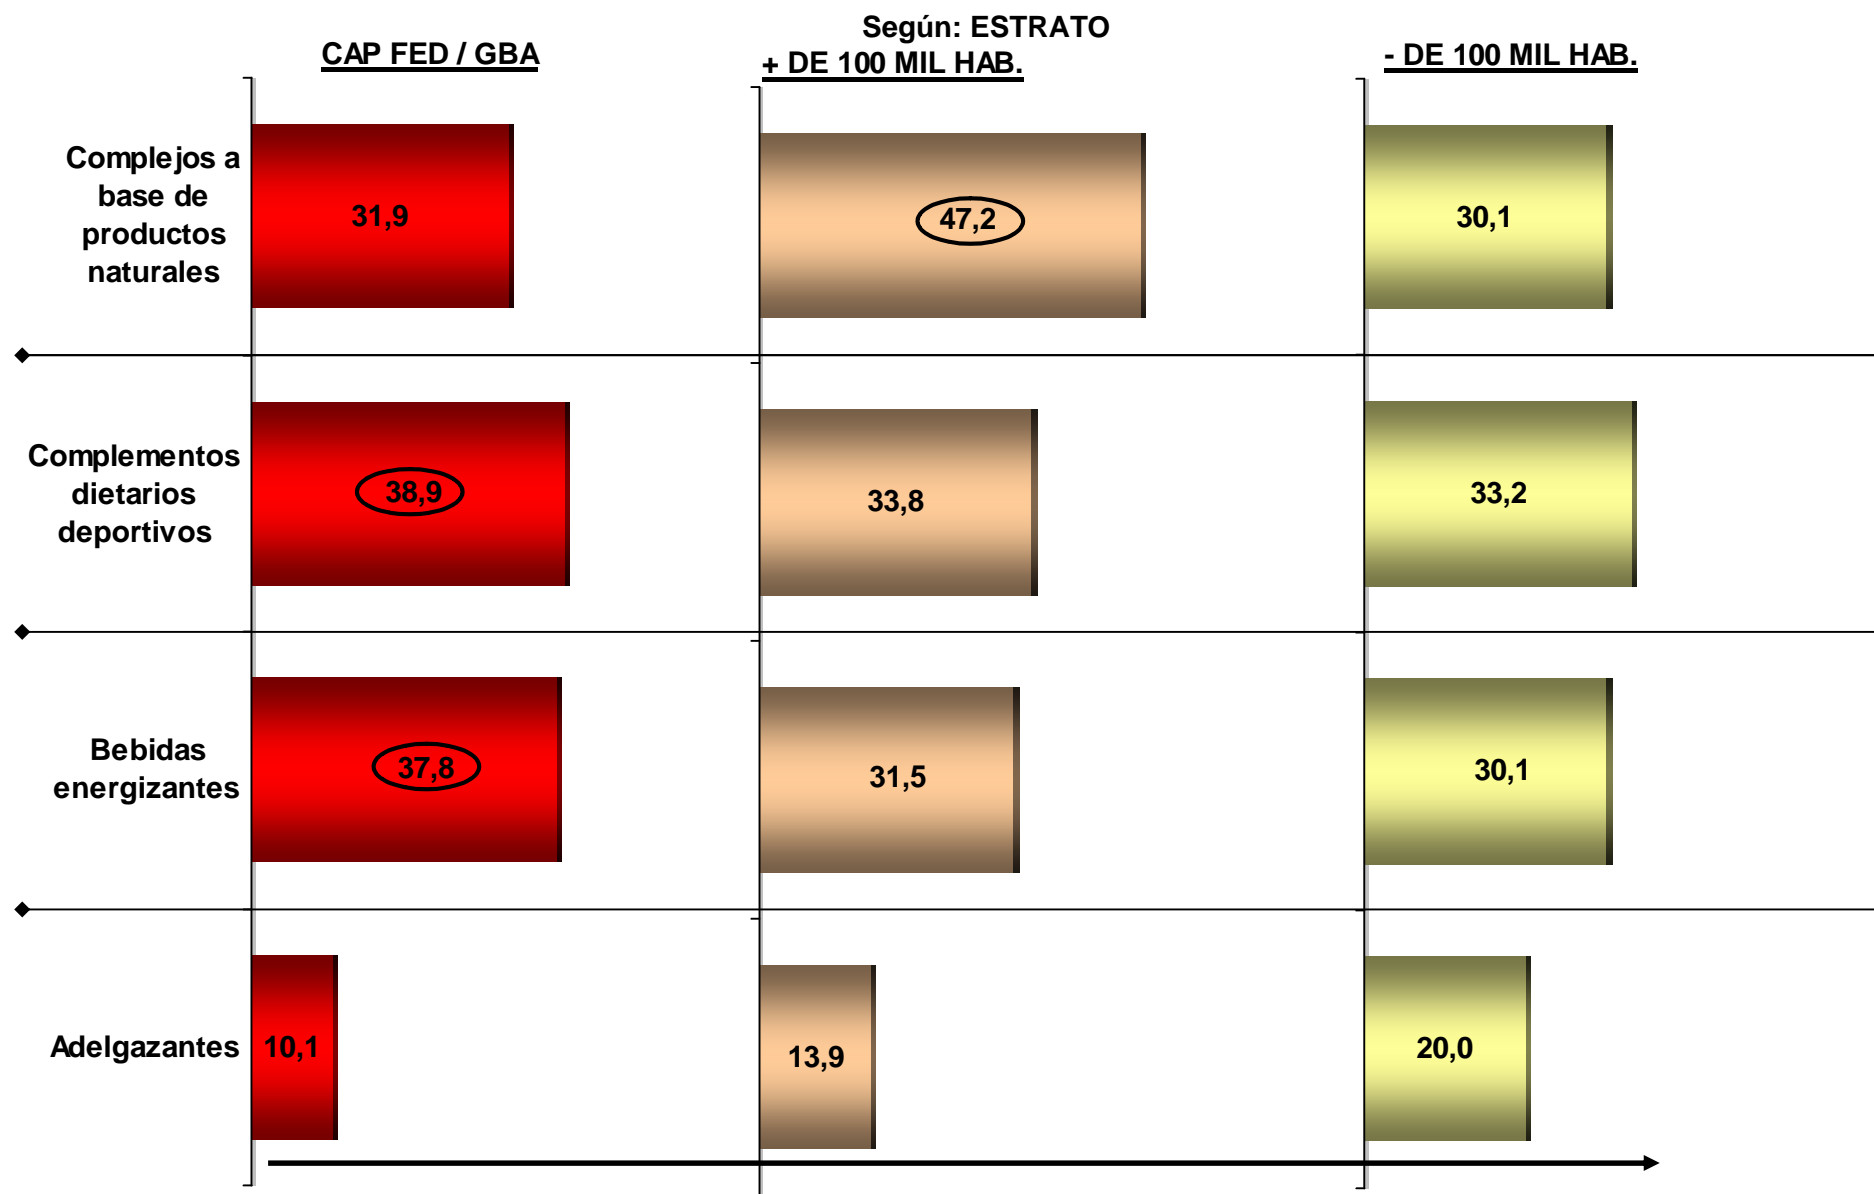 Según: ESTRATO
CAP FED / GBA
+ DE 100 MIL HAB.
- DE 100 MIL HAB.
Complejos a
base de
productos
naturales
31,9
47,2
30,1
Complementos
dietarios
deportivos
38,9
33,8
33,2
Bebidas
energizantes
37,8
31,5
30,1
Adelgazantes
10,1
13,9
20,0